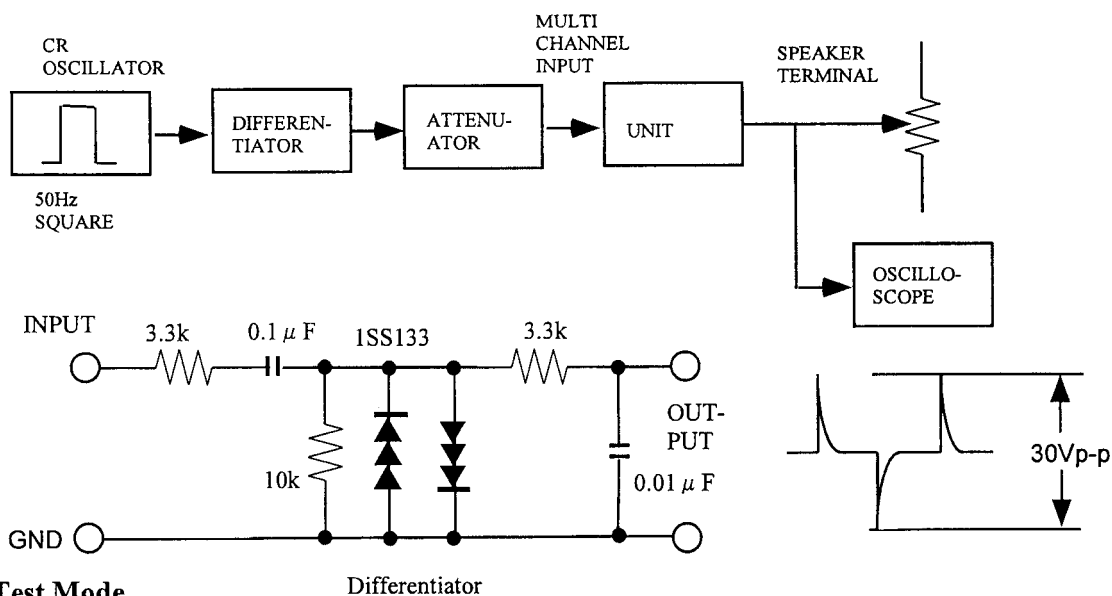 CR
OSCILLATOR
MULTI
CHANNEL
INPUT
SPEAKER
TERMINAL
DIFFEREN-
TIATOR
ATTENU-
ATOR
UNIT
50Hz
SQUARE
OSCILLO-
SCOPE
INPUT
3.3k
0.1 μ F
1SS133
3.3k
OUT-
PUT
10k
0.01 μ F
30Vp-p
GND
Test Mode
Differentiator